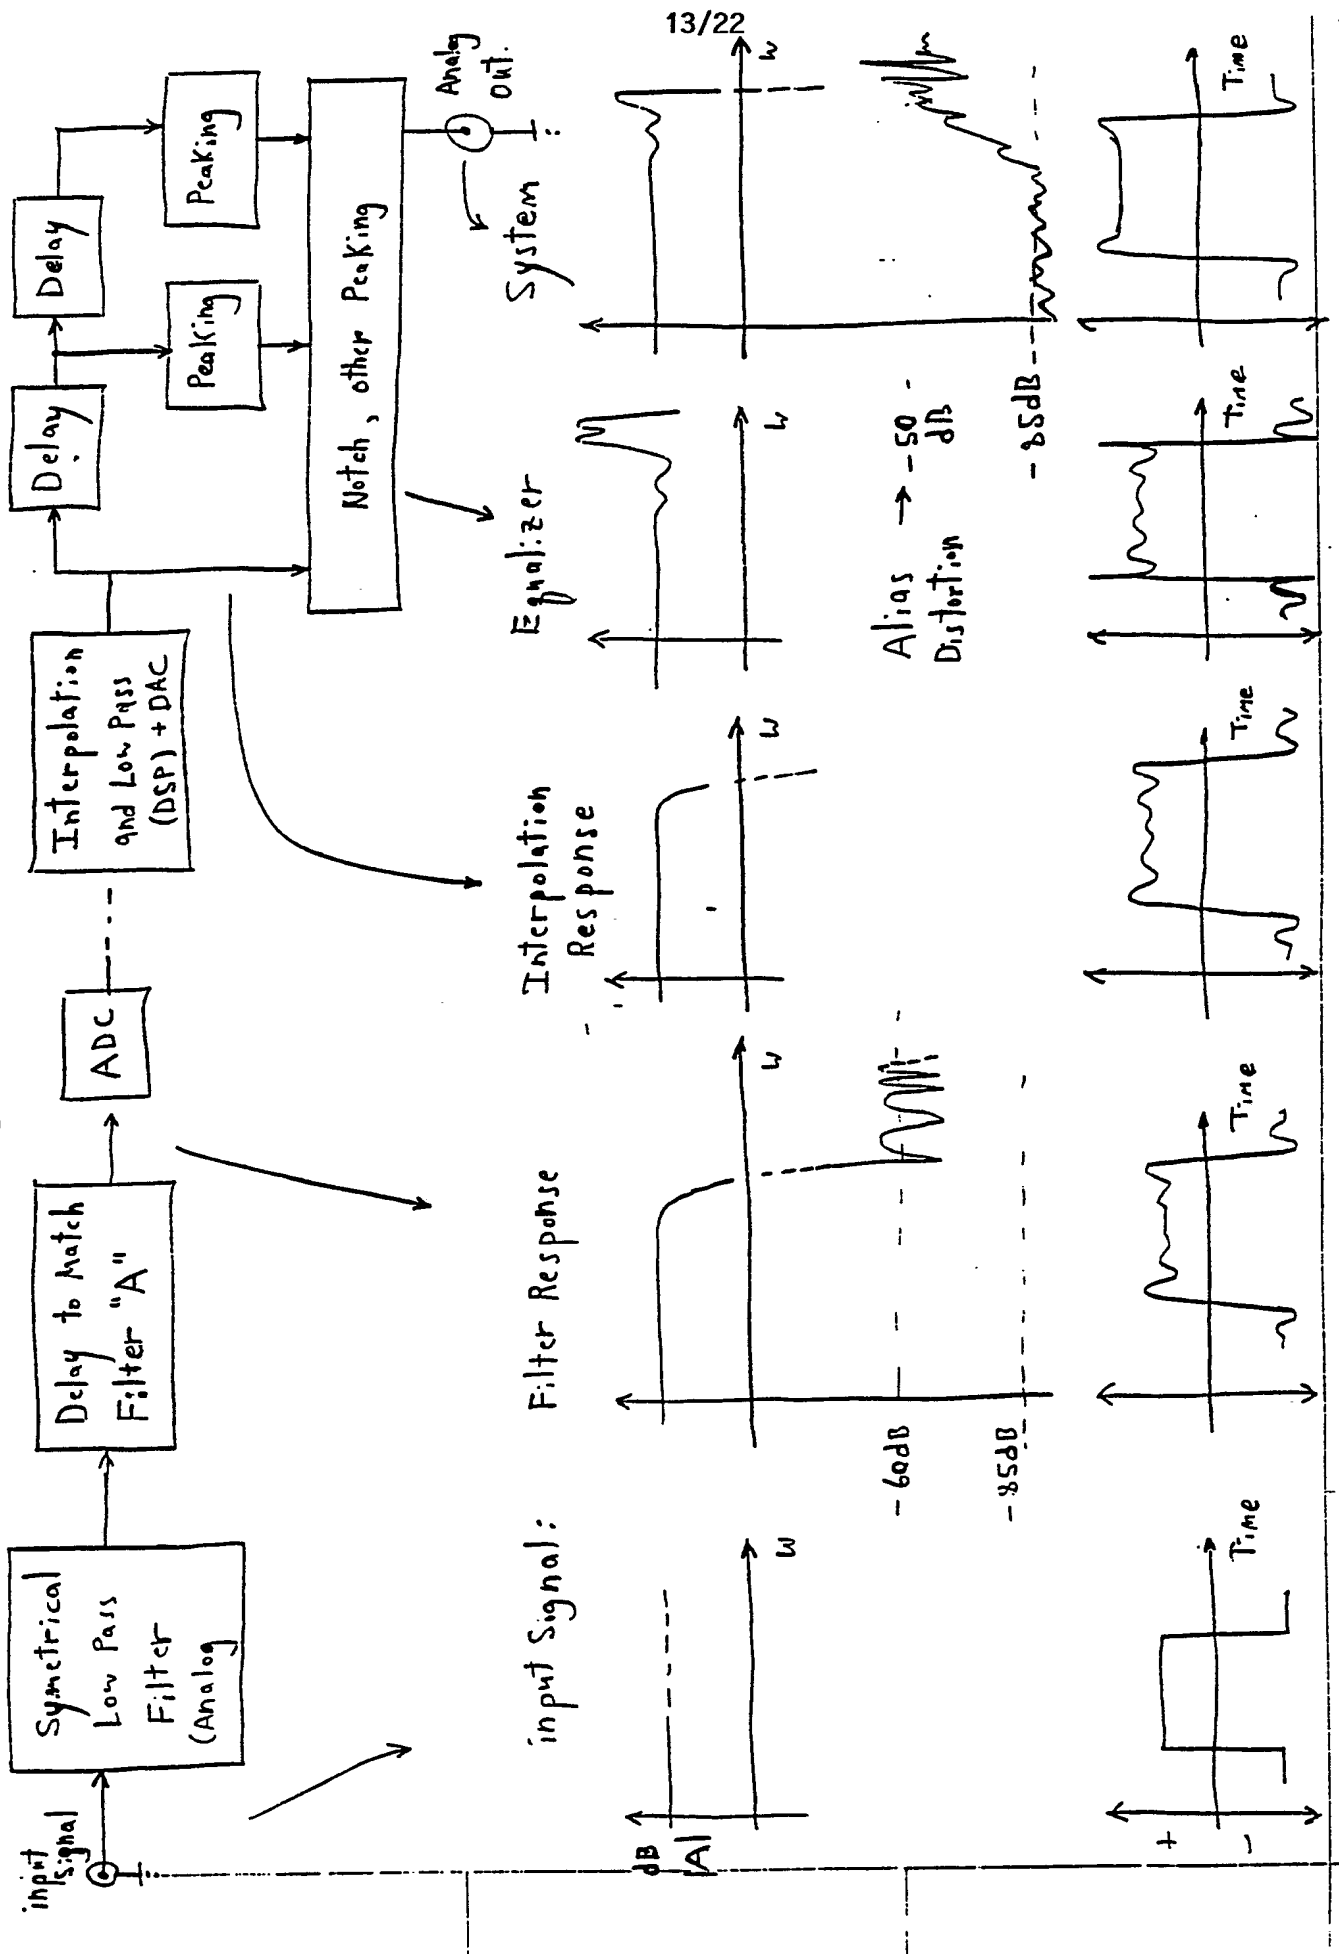 13/22
input
signal
Symetrical
Low Pass
Filter
(Analog
Delay to Match
Filter "A"
ADC
Interpolation
and Low Pass
(DSP) + DAC
Delay
Delay
Peaking
Peaking
Notch, other Peaking
Analog
Out.
input Signal:
Filter Response
Interpolation
Response
Equalizer
System
dB
|A|
W
W
W
W
W
-60dB
-85dB
Alias → -50
Distortion dB
-85dB
+
-
Time
Time
Time
Time
Time